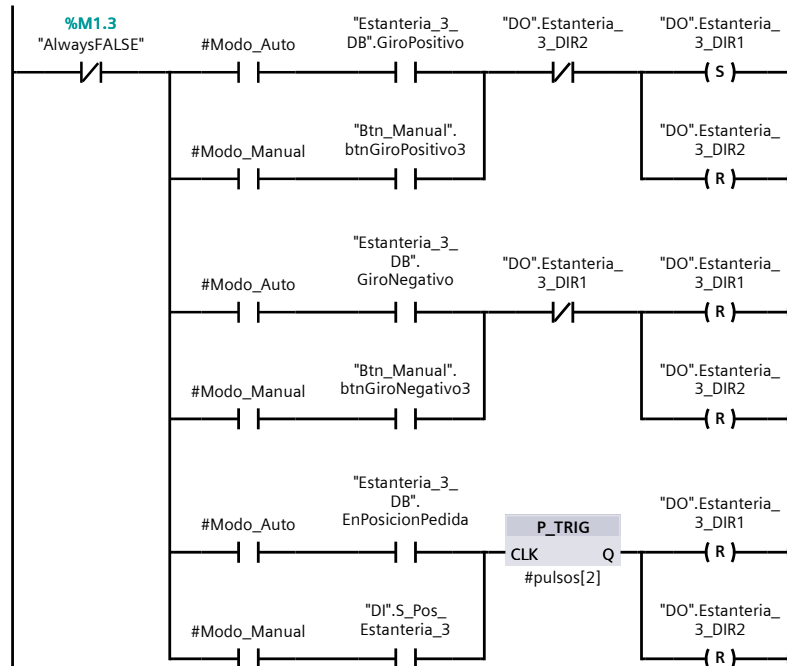 %M1.3
"AlwaysFALSE"
#Modo_Auto
"Estanteria_3_
DB".GiroPositivo
"DO".Estanteria_
3_DIR2
"DO".Estanteria_
3_DIR1
S
#Modo_Manual
"Btn_Manual".
btnGiroPositivo3
"DO".Estanteria_
3_DIR2
R
#Modo_Auto
"Estanteria_3_
DB".
GiroNegativo
"DO".Estanteria_
3_DIR1
"DO".Estanteria_
3_DIR1
R
#Modo_Manual
"Btn_Manual".
btnGiroNegativo3
"DO".Estanteria_
3_DIR2
R
#Modo_Auto
"Estanteria_3_
DB".
EnPosicionPedida
P_TRIG
CLK Q
#pulsos[2]
"DO".Estanteria_
3_DIR1
R
#Modo_Manual
"DI".S_Pos_
Estanteria_3
"DO".Estanteria_
3_DIR2
R